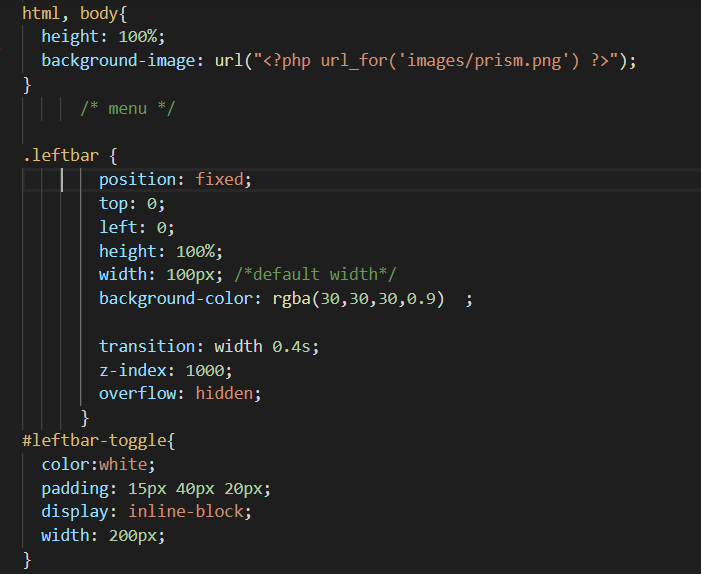 html, body{
height: 100%;
background-image: url("<?php url_for('images/prism.png') ?>");
}
/* menu */
.leftbar {
position: fixed;
top: 0;
left: 0;
height: 100%;
width: 100px; /*default width*/
background-color: rgba(30,30,30,0.9)  ;
transition: width 0.4s;
z-index: 1000;
overflow: hidden;
}
#leftbar-toggle{
color:white;
padding: 15px 40px 20px;
display: inline-block;
width: 200px;
}